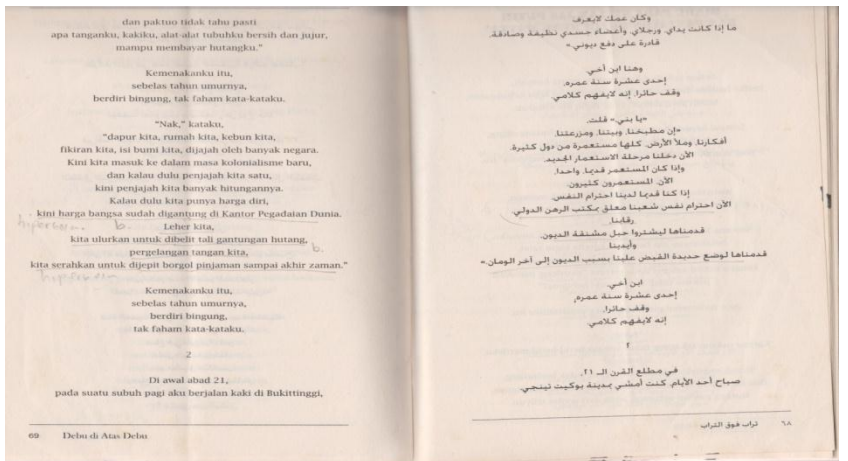 dan paktuo tidak tahu pasti
apa tanganku, kakiku, alat-alat tubuhku bersih dan jujur,
mampu membayar hutangku."
Kemenakanku itu,
sebelas tahun umurnya,
berdiri bingung, tak faham kata-kataku.
"Nak," kataku,
"dapur kita, rumah kita, kebun kita,
fikiran kita, isi bumi kita, dijajah oleh banyak negara.
Kini kita masuk ke dalam masa kolonialisme baru,
dan kalau dulu penjajah kita satu,
kini penjajah kita banyak hitungannya.
Kalau dulu kita punya harga diri,
kini harga bangsa sudah digantung di Kantor Pegadaian Dunia.
b.
Leher kita,
kita ulurkan untuk dibelit tali gantungan hutang,
b.
pergelangan tangan kita,
kita serahkan untuk dijepit borgol pinjaman sampai akhir zaman."
Kemenakanku itu,
sebelas tahun umurnya,
berdiri bingung,
tak faham kata-kataku.
2
Di awal abad 21,
pada suatu subuh pagi aku berjalan kaki di Bukittinggi,
69 Debu di Atas Debu
وكان عمك لايعرف
ما إذا كانت يداي، ورجلاي، وأعضاء جسدي نظيفة وصادقة.
قادرة على دفع ديوني.»
وهنا ابن أخي
إحدى عشرة سنة عمره.
وقف حائرا، إنه لايفهم كلامي.
«يا بني» قلت.
«إن مطبخنا، وبيتنا، ومزرعتنا.
أفكارنا، وملأ الأرض، كلها مستعمرة من دول كثيرة.
الآن دخلنا مرحلة الاستعمار الجديد.
وإذا كان المستعمر قديما، واحدا.
الآن، المستعمرون كثيرون.
إذا كنا قديما لدينا احترام النفس.
الآن احترام نفس شعبنا معلق بمكتب الرهن الدولي.
رقابنا.
قدمناها ليشتروا حبل مشنقة الديون.
وأيدينا
قدمناها لوضع حديدة القبض علينا بسبب الديون إلى آخر الومان.»
ابن أخي.
إحدى عشرة سنة عمره.
وقف حائرا.
إنه لايفهم كلامي.
٢
في مطلع القرن الـ ٢١.
صباح أحد الأيام، كنت أمشي بمدينة بوكيت تينجي.
٦٨ تراب فوق التراب